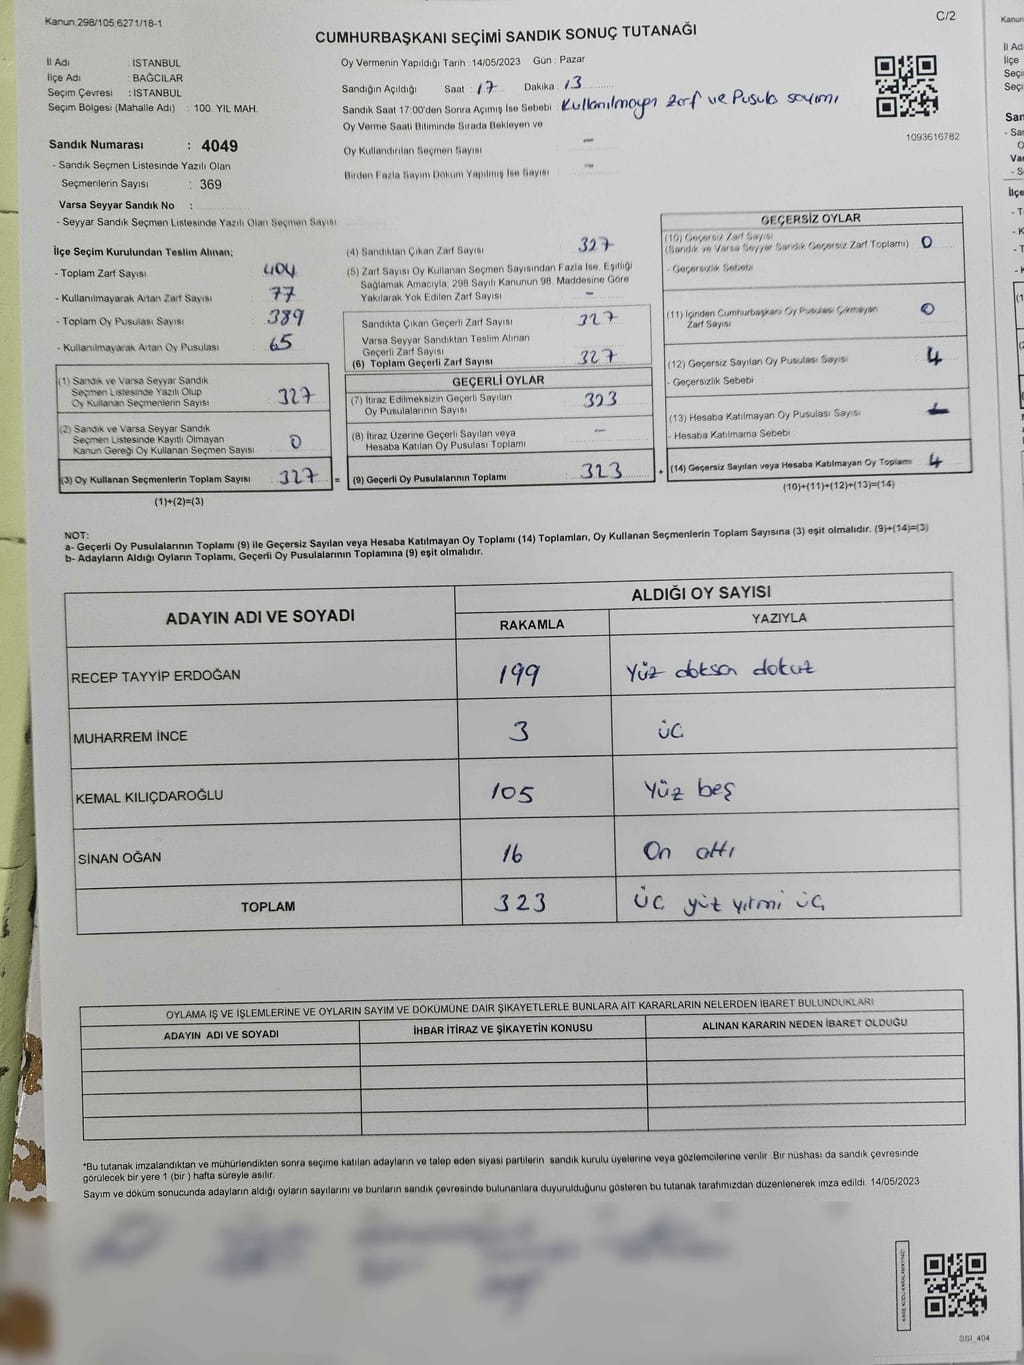 Kanun;298/105;6271/18-1
C/2
CUMHURBAŞKANI SEÇİMİ SANDIK SONUÇ TUTANAĞI
İl Adı : İSTANBUL
İlçe Adı : BAĞCILAR
Seçim Çevresi : İSTANBUL
Seçim Bölgesi (Mahalle Adı) : 100. YIL MAH.
Oy Vermenin Yapıldığı Tarih : 14/05/2023 Gün : Pazar
Sandığın Açıldığı Saat : 17 Dakika : 13
Sandık Saat 17:00'den Sonra Açımış İse Sebebi : Kullanılmayan zarf ve Pusula sayımı
Oy Verme Saati Bitiminde Sırada Bekleyen ve
Oy Kullandırılan Seçmen Sayısı : —
Birden Fazla Sayım Döküm Yapılmış İse Sayısı : —
1093616782
Sandık Numarası : 4049
- Sandık Seçmen Listesinde Yazılı Olan
Seçmenlerin Sayısı : 369
Varsa Seyyar Sandık No :
- Seyyar Sandık Seçmen Listesinde Yazılı Olan Seçmen Sayısı
İlçe Seçim Kurulundan Teslim Alınan;
- Toplam Zarf Sayısı : 404
- Kullanılmayarak Artan Zarf Sayısı : 77
- Toplam Oy Pusulası Sayısı : 389
- Kullanılmayarak Artan Oy Pusulası : 65
(1) Sandık ve Varsa Seyyar Sandık
Seçmen Listesinde Yazılı Olup
Oy Kullanan Seçmenlerin Sayısı : 327
(2) Sandık ve Varsa Seyyar Sandık
Seçmen Listesinde Kayıtlı Olmayan
Kanun Gereği Oy Kullanan Seçmen Sayısı : 0
(3) Oy Kullanan Seçmenlerin Toplam Sayısı : 327 =
(1)+(2)=(3)
(4) Sandıktan Çıkan Zarf Sayısı : 327
(5) Zarf Sayısı Oy Kullanan Seçmen Sayısından Fazla İse, Eşitliği
Sağlamak Amacıyla; 298 Sayılı Kanunun 98. Maddesine Göre
Yakılarak Yok Edilen Zarf Sayısı : —
Sandıkta Çıkan Geçerli Zarf Sayısı : 327
Varsa Seyyar Sandıktan Teslim Alınan
Geçerli Zarf Sayısı
(6) Toplam Geçerli Zarf Sayısı : 327
GEÇERLİ OYLAR
(7) İtiraz Edilmeksizin Geçerli Sayılan
Oy Pusulalarının Sayısı : 323
(8) İtiraz Üzerine Geçerli Sayılan veya
Hesaba Katılan Oy Pusulası Toplamı : —
(9) Geçerli Oy Pusulalarının Toplamı : 323 +
GEÇERSİZ OYLAR
(10) Geçersiz Zarf Sayısı
(Sandık ve Varsa Seyyar Sandık Geçersiz Zarf Toplamı) : 0
- Geçersizlik Sebebi
(11) İçinden Cumhurbaşkanı Oy Pusulası Çıkmayan
Zarf Sayısı : 0
(12) Geçersiz Sayılan Oy Pusulası Sayısı : 4
- Geçersizlik Sebebi
(13) Hesaba Katılmayan Oy Pusulası Sayısı
- Hesaba Katılmama Sebebi
(14) Geçersiz Sayılan veya Hesaba Katılmayan Oy Toplamı : 4
(10)+(11)+(12)+(13)=(14)
NOT:
a- Geçerli Oy Pusulalarının Toplamı (9) ile Geçersiz Sayılan veya Hesaba Katılmayan Oy Toplamı (14) Toplamları, Oy Kullanan Seçmenlerin Toplam Sayısına (3) eşit olmalıdır. (9)+(14)=(3)
b- Adayların Aldığı Oyların Toplamı, Geçerli Oy Pusulalarının Toplamına (9) eşit olmalıdır.
ADAYIN ADI VE SOYADI ALDIĞI OY SAYISI
RAKAMLA YAZIYLA
RECEP TAYYİP ERDOĞAN 199 Yüz doksan dokuz
MUHARREM İNCE 3 üç
KEMAL KILIÇDAROĞLU 105 Yüz beş
SİNAN OĞAN 16 On altı
TOPLAM 323 Üç yüz yirmi üç
OYLAMA İŞ VE İŞLEMLERİNE VE OYLARIN SAYIM VE DÖKÜMÜNE DAİR ŞİKAYETLERLE BUNLARA AİT KARARLARIN NELERDEN İBARET BULUNDUKLARI
ADAYIN ADI VE SOYADI İHBAR İTİRAZ VE ŞİKAYETİN KONUSU ALINAN KARARIN NEDEN İBARET OLDUĞU
*Bu tutanak imzalandıktan ve mühürlendikten sonra seçime katılan adayların ve talep eden siyasi partilerin sandık kurulu üyelerine veya gözlemcilerine verilir. Bir nüshası da sandık çevresinde
görülecek bir yere 1 (bir ) hafta süreyle asılır.
Sayım ve döküm sonucunda adayların aldığı oyların sayılarını ve bunların sandık çevresinde bulunanlara duyurulduğunu gösteren bu tutanak tarafımızdan düzenlenerek imza edildi. 14/05/2023
SSI_404